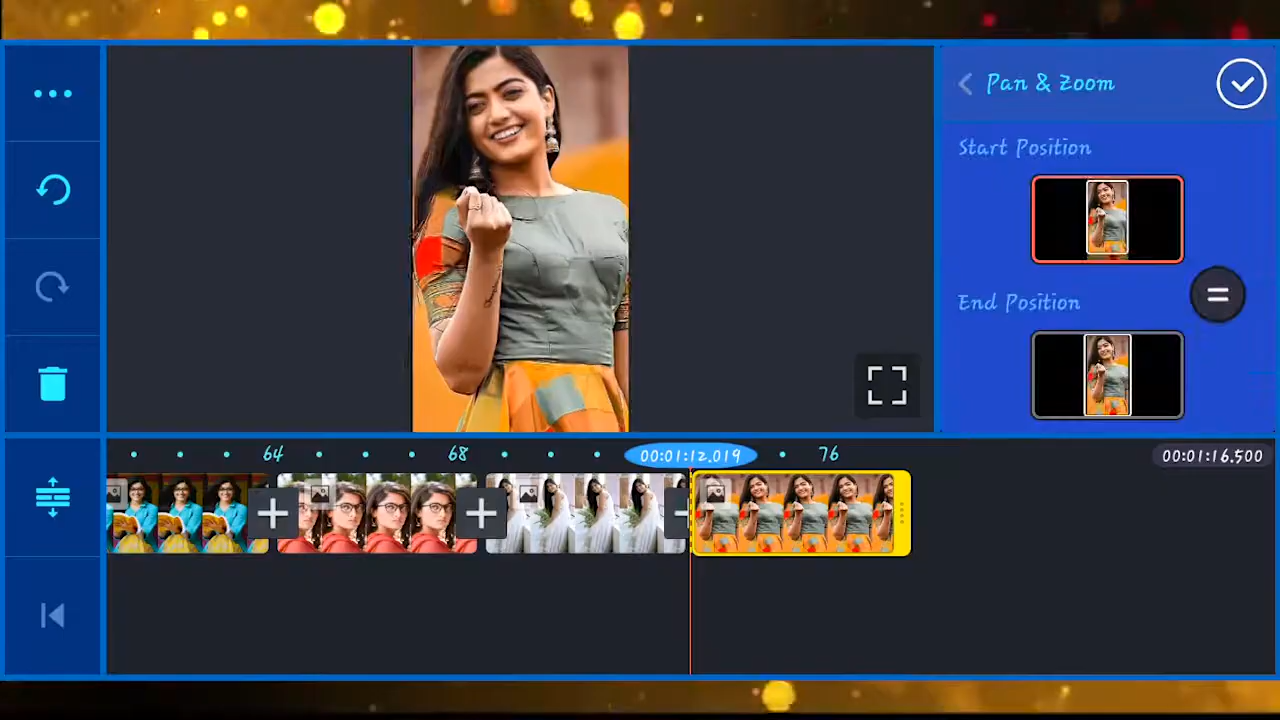 Pan & Zoom
Start Position
End Position
64
68
00:01:12.019
76
00:01:16.500